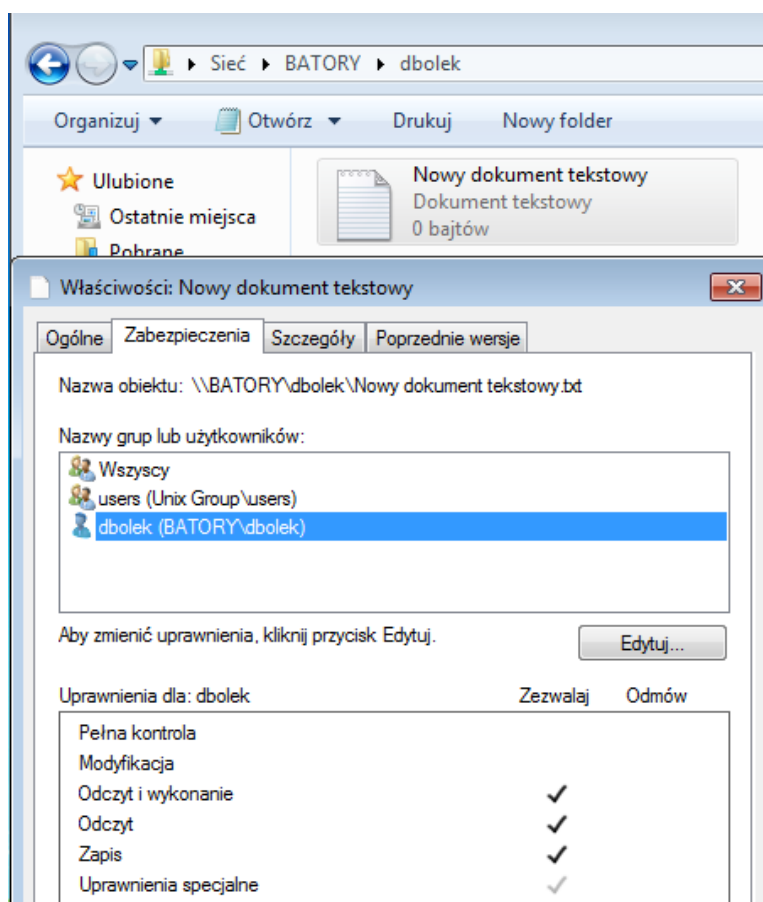 Sieć BATORY dbolek
Organizuj Otwórz Drukuj Nowy folder
Ulubione
Ostatnie miejsca
Pobrane
Nowy dokument tekstowy
Dokument tekstowy
0 bajtów
Właściwości: Nowy dokument tekstowy
Ogólne Zabezpieczenia Szczegóły Poprzednie wersje
Nazwa obiektu: \\BATORY\dbolek\Nowy dokument tekstowy.txt
Nazwy grup lub użytkowników:
Wszyscy
users (Unix Group\users)
dbolek (BATORY\dbolek)
Aby zmienić uprawnienia, kliknij przycisk Edytuj.
Edytuj...
Uprawnienia dla: dbolek Zezwalaj Odmów
Pełna kontrola
Modyfikacja
Odczyt i wykonanie
Odczyt
Zapis
Uprawnienia specjalne